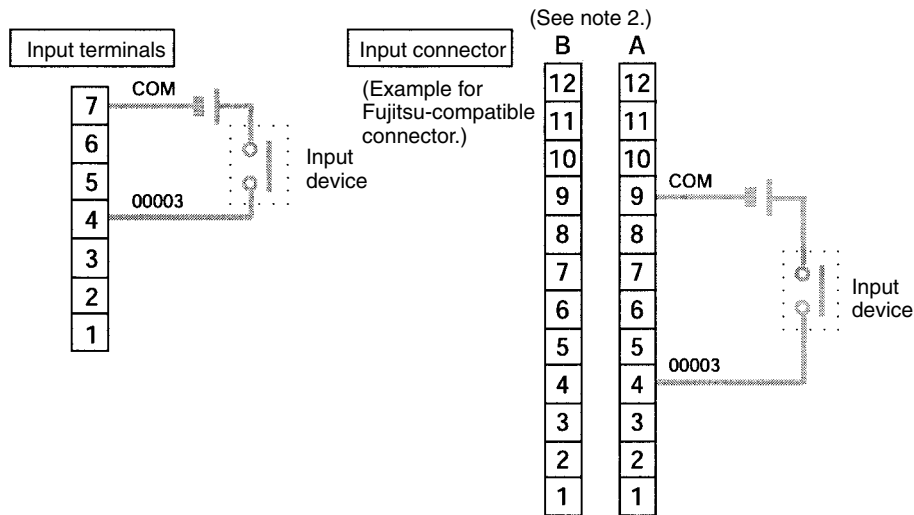 Input terminals
COM
7
6
5
4
3
2
1
00003
Input
device
Input connector
(Example for
Fujitsu-compatible
connector.)
(See note 2.)
B A
12 12
11 11
10 10
9 9
8 8
7 7
6 6
5 5
4 4
3 3
2 2
1 1
COM
00003
Input
device